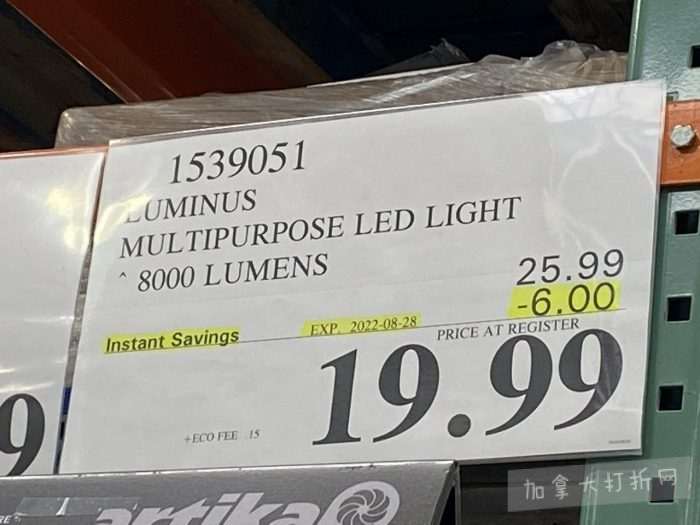 1539051
LUMINUS
MULTIPURPOSE LED LIGHT
^ 8000 LUMENS
25.99
-6.00
Instant Savings
EXP. 2022-08-28
PRICE AT REGISTER
19.99
+ECO FEE .15
9
artika
加拿大打折网